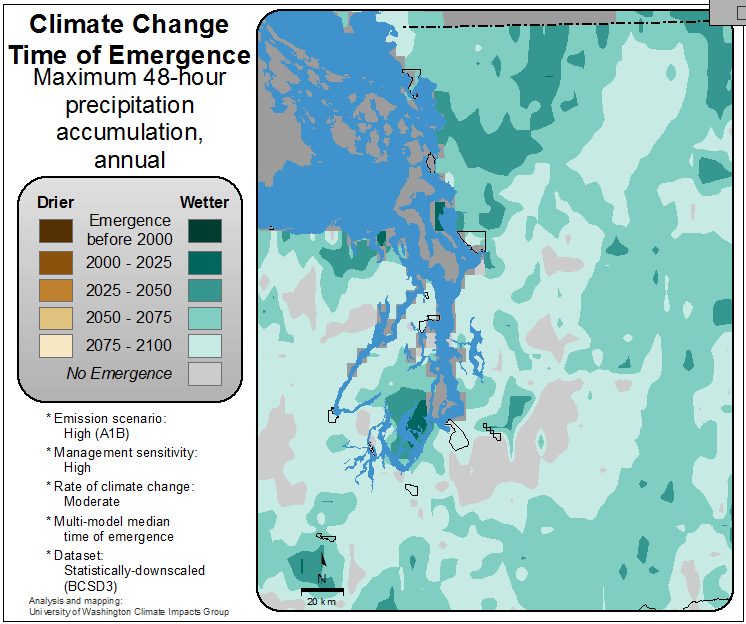 Climate Change
Time of Emergence
Maximum 48-hour
precipitation
accumulation,
annual
Drier Wetter
Emergence
before 2000
2000 - 2025
2025 - 2050
2050 - 2075
2075 - 2100
No Emergence
* Emission scenario:
High (A1B)
* Management sensitivity:
High
* Rate of climate change:
Moderate
* Multi-model median
time of emergence
* Dataset:
Statistically-downscaled
(BCSD3)
Analysis and mapping:
University of Washington Climate Impacts Group
N
20 km